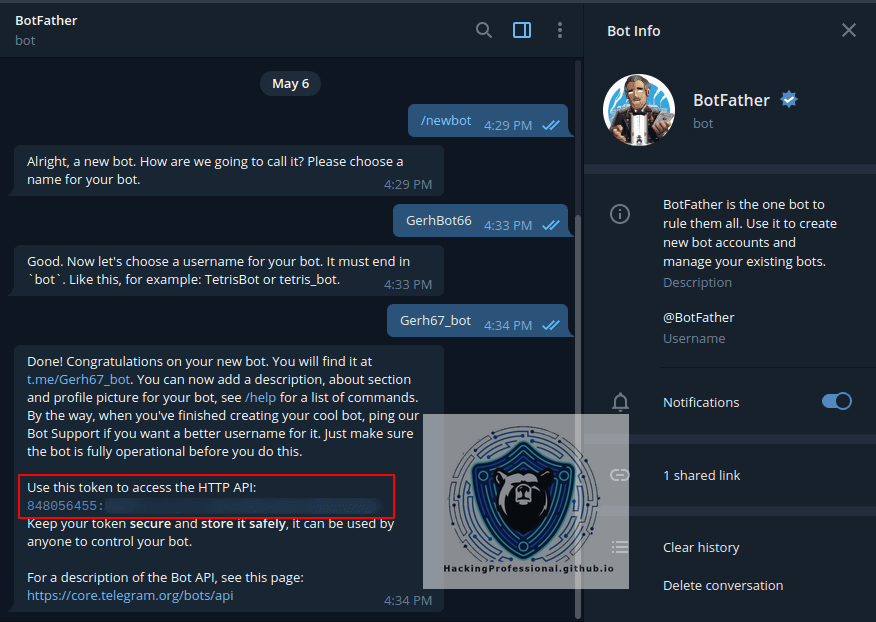 BotFather
bot
May 6
/newbot 4:29 PM
Alright, a new bot. How are we going to call it? Please choose a
name for your bot.
4:29 PM
GerhBot66 4:33 PM
Good. Now let's choose a username for your bot. It must end in
`bot`. Like this, for example: TetrisBot or tetris_bot.
4:33 PM
Gerh67_bot 4:34 PM
Done! Congratulations on your new bot. You will find it at
t.me/Gerh67_bot. You can now add a description, about section
and profile picture for your bot, see /help for a list of commands.
By the way, when you've finished creating your cool bot, ping our
Bot Support if you want a better username for it. Just make sure
the bot is fully operational before you do this.
Use this token to access the HTTP API:
848056455:
Keep your token secure and store it safely, it can be used by
anyone to control your bot.
For a description of the Bot API, see this page:
https://core.telegram.org/bots/api
4:34 PM
HackingProfessional.github.io
Bot Info
BotFather
bot
BotFather is the one bot to
rule them all. Use it to create
new bot accounts and
manage your existing bots.
Description
@BotFather
Username
Notifications
1 shared link
Clear history
Delete conversation